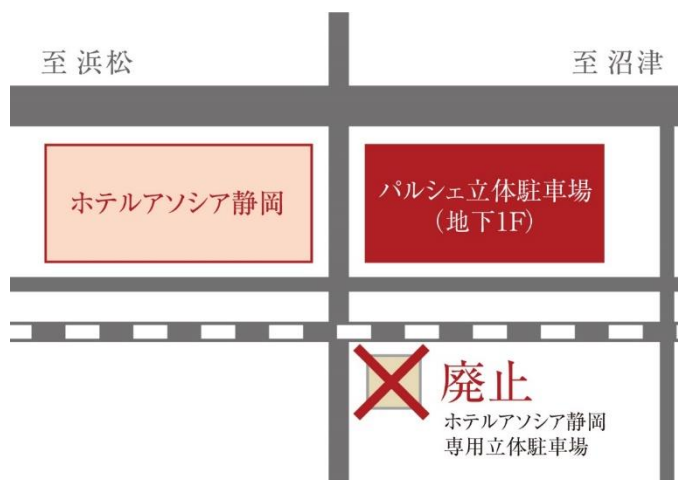 至 浜松
至 沼津
ホテルアソシア静岡
パルシェ立体駐車場
（地下1F）
廃止
ホテルアソシア静岡
専用立体駐車場